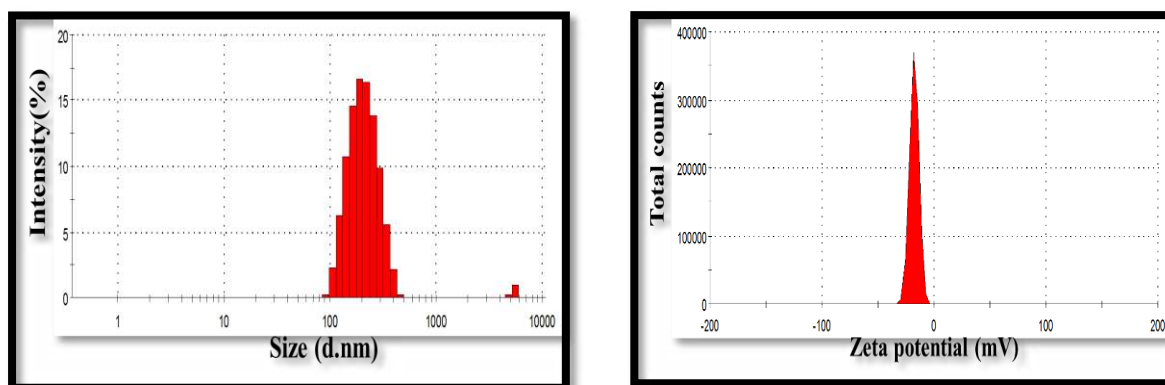 Intensity(%)
20
15
10
5
0
1 10 100 1000 10000
Size (d.nm)
Total counts
400000
300000
200000
100000
0
-200 -100 0 100 200
Zeta potential (mV)